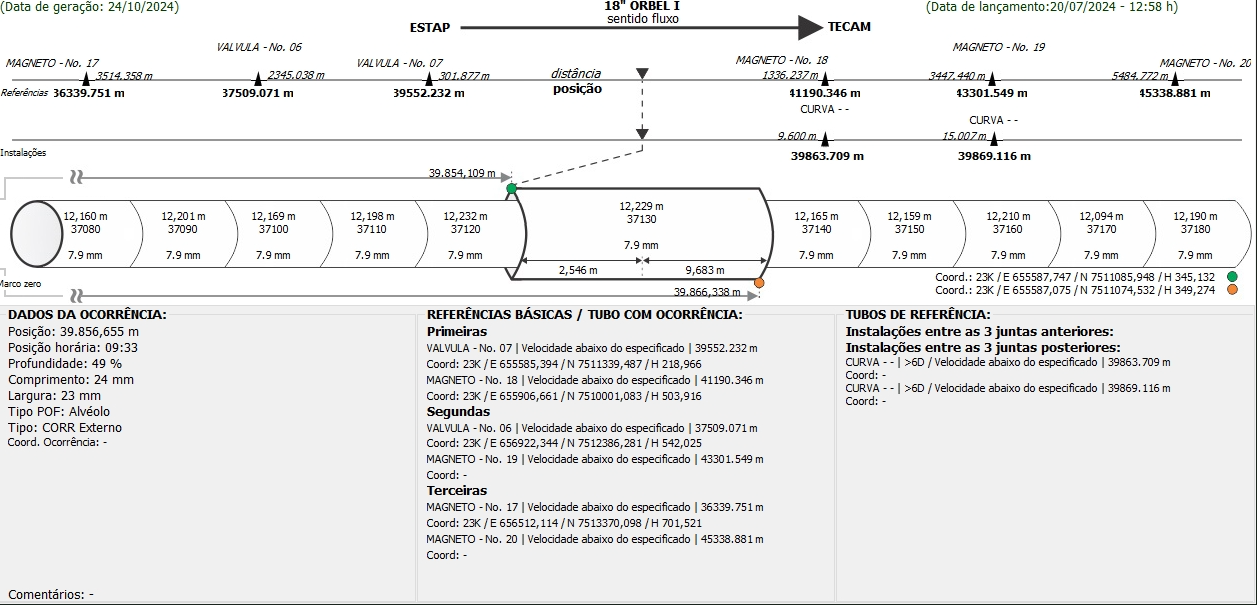 (Data de geração: 24/10/2024)
18" ORBEL I
(Data de lançamento:20/07/2024 - 12:58 h)
sentido fluxo
ESTAP
TECAM
VALVULA - No. 06
MAGNETO - No. 19
MAGNETO - No. 17
VALVULA - No. 07
MAGNETO - No. 18
MAGNETO - No. 20
3514.358 m
2345.038 m
301.877 m
distância
1336.237 m
3447.440 m
5484.772 m
Referências
36339.751 m
37509.071 m
39552.232 m
posição
41190.346 m
43301.549 m
45338.881 m
CURVA - -
CURVA - -
9.600 m
15.007 m
Instalações
39863.709 m
39869.116 m
39.854,109 m
12,160 m
37080
7.9 mm
12,201 m
37090
7.9 mm
12,169 m
37100
7.9 mm
12,198 m
37110
7.9 mm
12,232 m
37120
7.9 mm
12,229 m
37130
7.9 mm
2,546 m
9,683 m
12,165 m
37140
7.9 mm
12,159 m
37150
7.9 mm
12,210 m
37160
7.9 mm
12,094 m
37170
7.9 mm
12,190 m
37180
7.9 mm
Marco zero
39.866,338 m
Coord.: 23K / E 655587,747 / N 7511085,948 / H 345,132
Coord.: 23K / E 655587,075 / N 7511074,532 / H 349,274
DADOS DA OCORRÊNCIA:
Posição: 39.856,655 m
Posição horária: 09:33
Profundidade: 49 %
Comprimento: 24 mm
Largura: 23 mm
Tipo POF: Alvéolo
Tipo: CORR Externo
Coord. Ocorrência: -
Comentários: -
REFERÊNCIAS BÁSICAS / TUBO COM OCORRÊNCIA:
Primeiras
VALVULA - No. 07 | Velocidade abaixo do especificado | 39552.232 m
Coord: 23K / E 655585,394 / N 7511339,487 / H 218,966
MAGNETO - No. 18 | Velocidade abaixo do especificado | 41190.346 m
Coord: 23K / E 655906,661 / N 7510001,083 / H 503,916
Segundas
VALVULA - No. 06 | Velocidade abaixo do especificado | 37509.071 m
Coord: 23K / E 656922,344 / N 7512386,281 / H 542,025
MAGNETO - No. 19 | Velocidade abaixo do especificado | 43301.549 m
Coord: -
Terceiras
MAGNETO - No. 17 | Velocidade abaixo do especificado | 36339.751 m
Coord: 23K / E 656512,114 / N 7513370,098 / H 701,521
MAGNETO - No. 20 | Velocidade abaixo do especificado | 45338.881 m
Coord: -
TUBOS DE REFERÊNCIA:
Instalações entre as 3 juntas anteriores:
Instalações entre as 3 juntas posteriores:
CURVA - - | >6D / Velocidade abaixo do especificado | 39863.709 m
Coord: -
CURVA - - | >6D / Velocidade abaixo do especificado | 39869.116 m
Coord: -